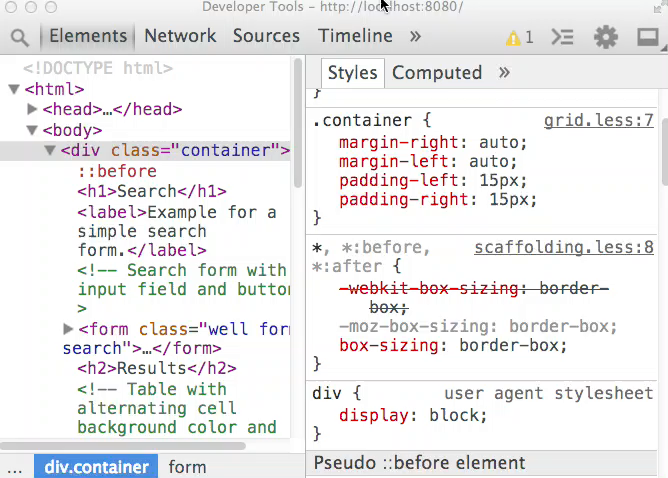 Developer Tools - http://localhost:8080/
Elements Network Sources Timeline » 1
<!DOCTYPE html>
<html>
<head>…</head>
<body>
<div class="container">
::before
<h1>Search</h1>
<label>Example for a
simple search
form.</label>
<!-- Search form with
input field and button
>
<form class="well for
search">…</form>
<h2>Results</h2>
<!-- Table with
alternating cell
background color and
... div.container form
Styles Computed »
}
.container { grid.less:7
margin-right: auto;
margin-left: auto;
padding-left: 15px;
padding-right: 15px;
}
*, *:before, scaffolding.less:8
*:after {
-webkit-box-sizing: border-
box;
-moz-box-sizing: border-box;
box-sizing: border-box;
}
div { user agent stylesheet
display: block;
}
Pseudo ::before element